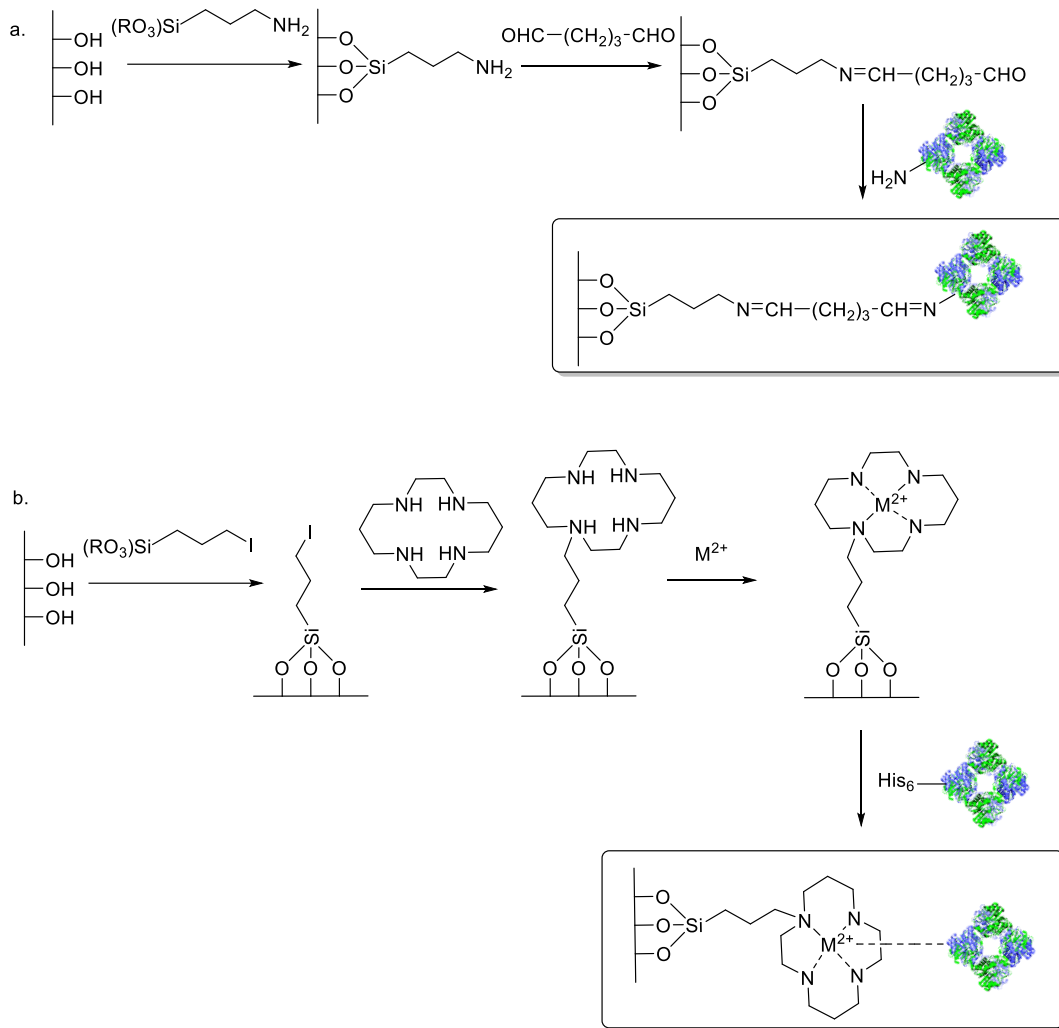 a.
OH
OH
OH
(RO3)Si
NH2
O
O
O
Si
NH2
OHC-(CH2)3-CHO
O
O
O
Si
N=CH-(CH2)3-CHO
H2N
O
O
O
Si
N=CH-(CH2)3-CH=N
b.
OH
OH
OH
(RO3)Si
I
I
Si
O
O
O
NH HN
NH HN
NH HN
NH HN
Si
O
O
O
M2+
N
N
M2+
N
N
Si
O
O
O
His6
O
O
O
Si
N
N
M2+
N
N